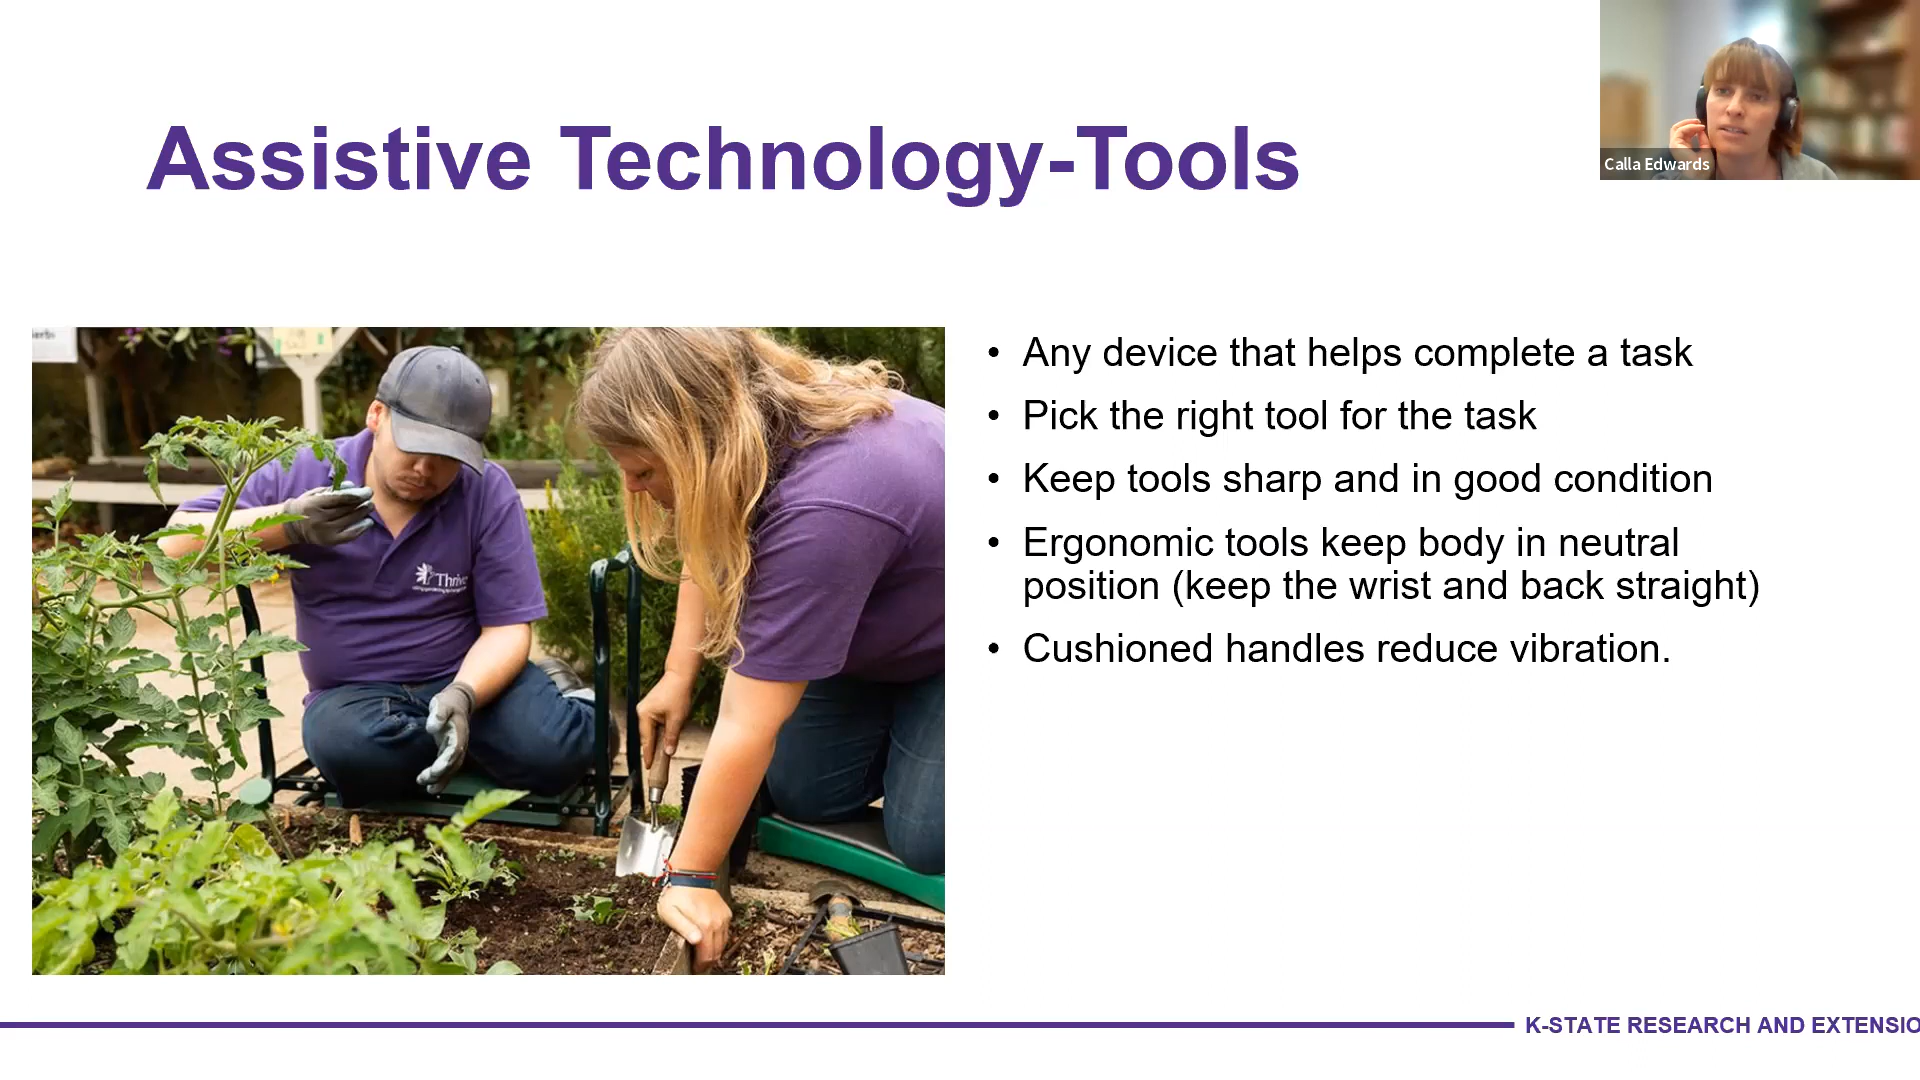 Assistive Technology-Tools
Calla Edwards
• Any device that helps complete a task
• Pick the right tool for the task
• Keep tools sharp and in good condition
• Ergonomic tools keep body in neutral
position (keep the wrist and back straight)
• Cushioned handles reduce vibration.
Thrive
K-STATE RESEARCH AND EXTENSIO